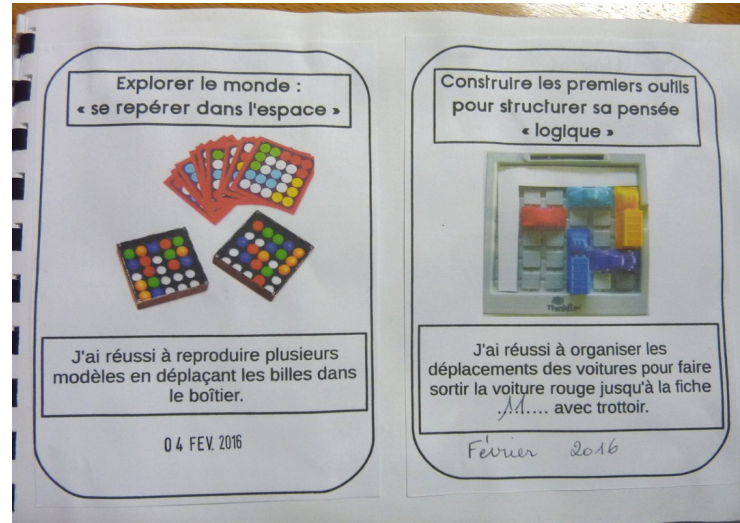 Explorer le monde :
« se repérer dans l'espace »
J'ai réussi à reproduire plusieurs
modèles en déplaçant les billes dans
le boîtier.
04 FEV. 2016
Construire les premiers outils
pour structurer sa pensée
« logique »
ThinkFun
J'ai réussi à organiser les
déplacements des voitures pour faire
sortir la voiture rouge jusqu'à la fiche
.11.... avec trottoir.
Février 2016